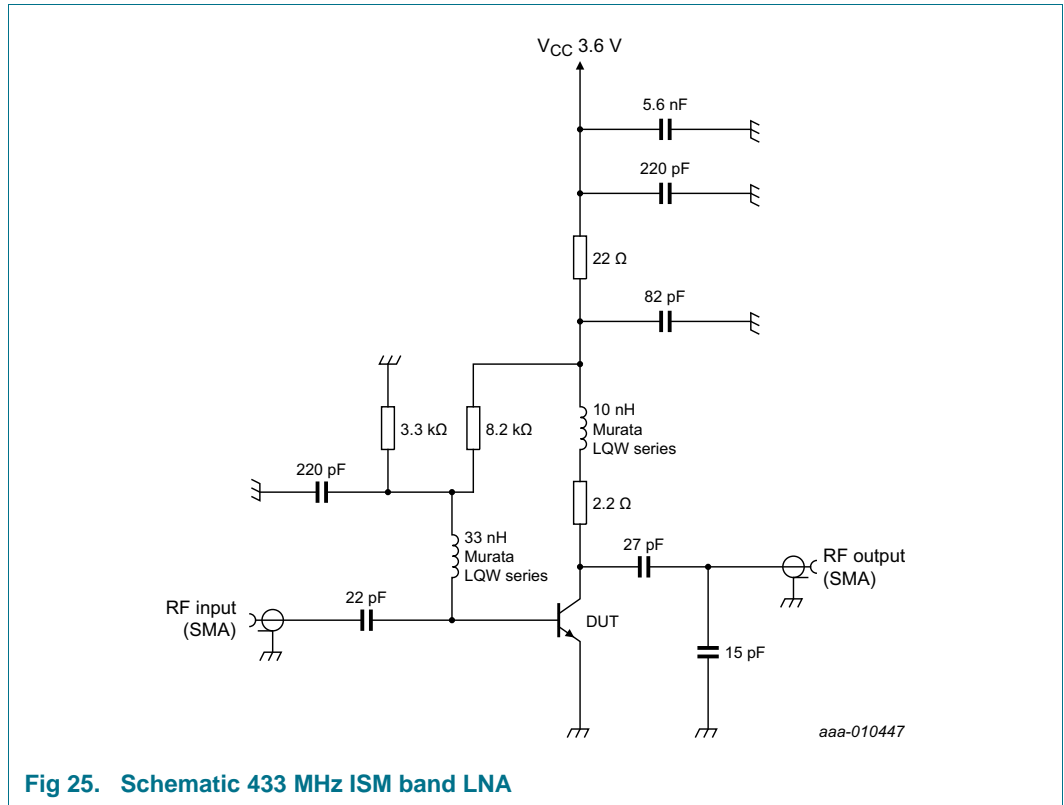 VCC 3.6 V
5.6 nF
220 pF
22 Ω
82 pF
3.3 kΩ
8.2 kΩ
10 nH
Murata
LQW series
220 pF
2.2 Ω
33 nH
Murata
LQW series
27 pF
RF output
(SMA)
RF input
(SMA)
22 pF
DUT
15 pF
aaa-010447
Fig 25. Schematic 433 MHz ISM band LNA